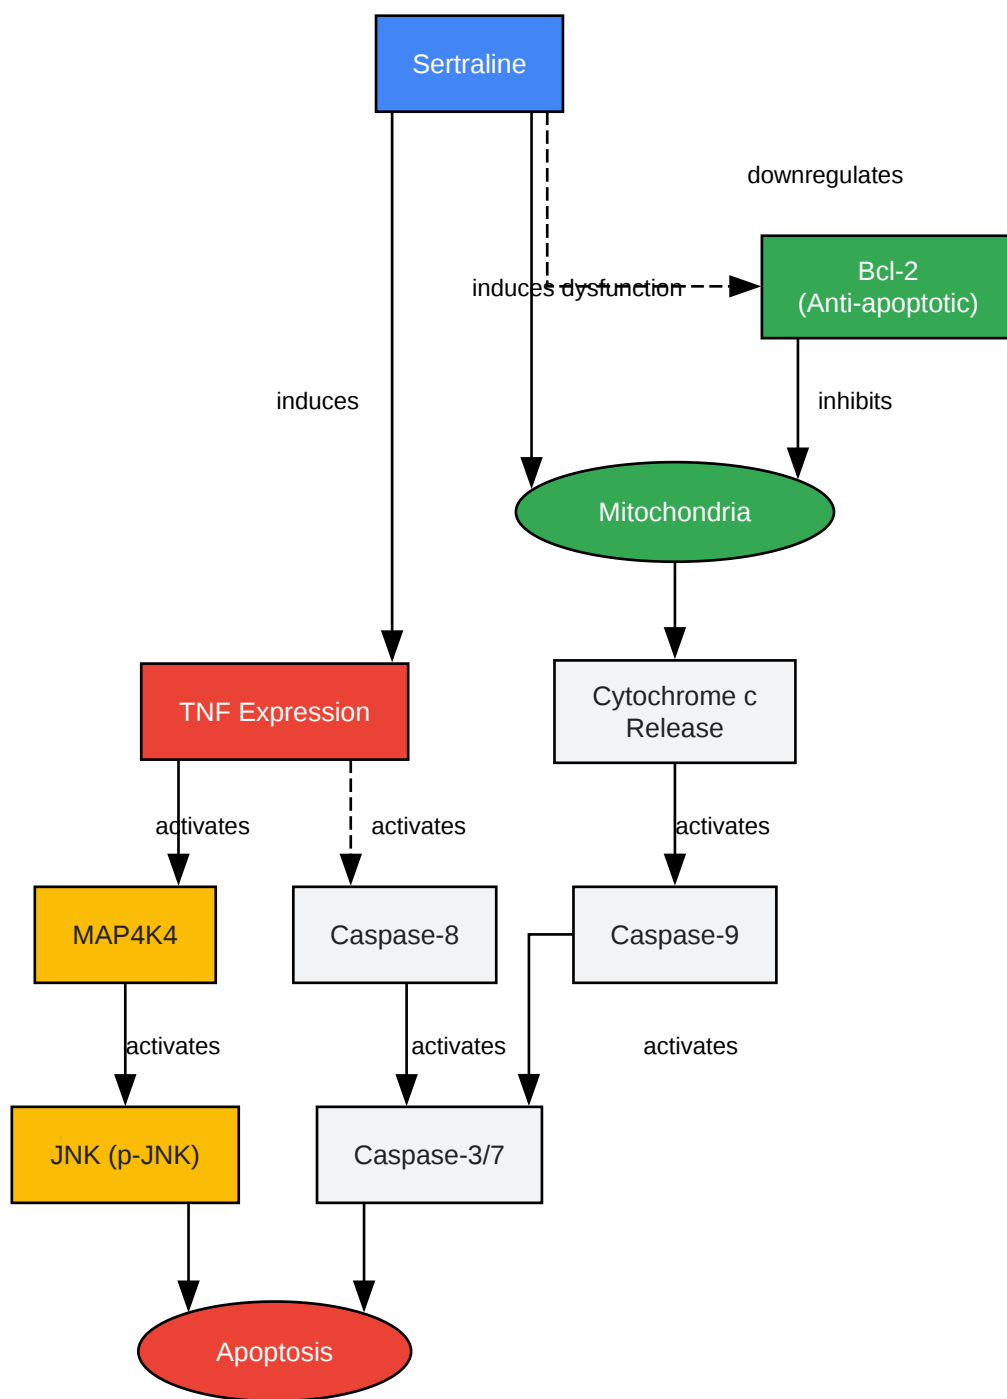 Sertraline
downregulates
Bcl-2
(Anti-apoptotic)
induces dysfunction
induces
inhibits
Mitochondria
TNF Expression
Cytochrome c
Release
activates
activates
activates
MAP4K4
Caspase-8
Caspase-9
activates
activates
activates
JNK (p-JNK)
Caspase-3/7
Apoptosis